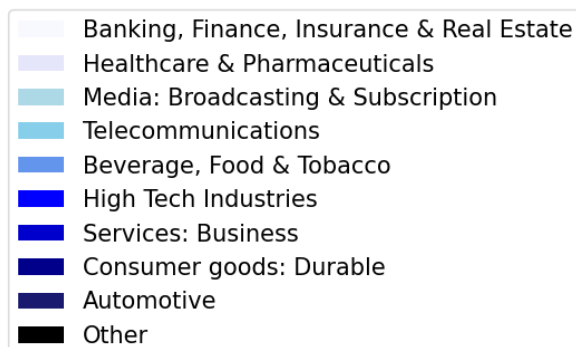 Banking, Finance, Insurance & Real Estate
Healthcare & Pharmaceuticals
Media: Broadcasting & Subscription
Telecommunications
Beverage, Food & Tobacco
High Tech Industries
Services: Business
Consumer goods: Durable
Automotive
Other